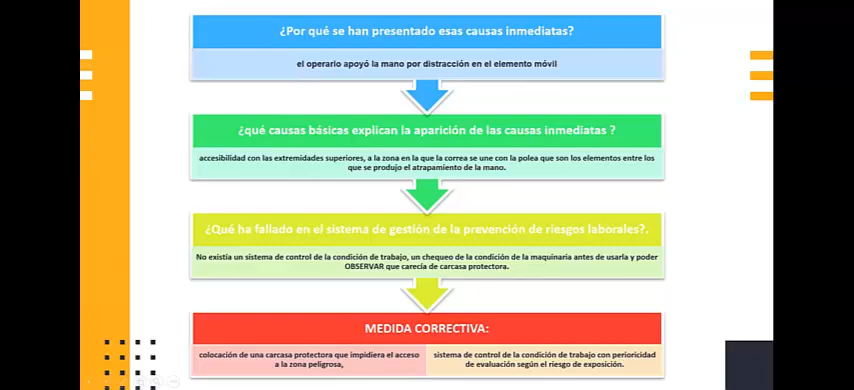 ¿Por qué se han presentado esas causas inmediatas?
el operario apoyó la mano por distracción en el elemento móvil
¿qué causas básicas explican la aparición de las causas inmediatas ?
accesibilidad con las extremidades superiores, a la zona en la que la correa se une con la polea que son los elementos entre los
que se produjo el atrapamiento de la mano.
¿Qué ha fallado en el sistema de gestión de la prevención de riesgos laborales?.
No existía un sistema de control de la condición de trabajo, un chequeo de la condición de la maquinaria antes de usarla y poder
OBSERVAR que carecía de carcasa protectora.
MEDIDA CORRECTIVA:
colocación de una carcasa protectora que impidiera el acceso
a la zona peligrosa,
sistema de control de la condición de trabajo con perioricidad
de evaluación según el riesgo de exposición.